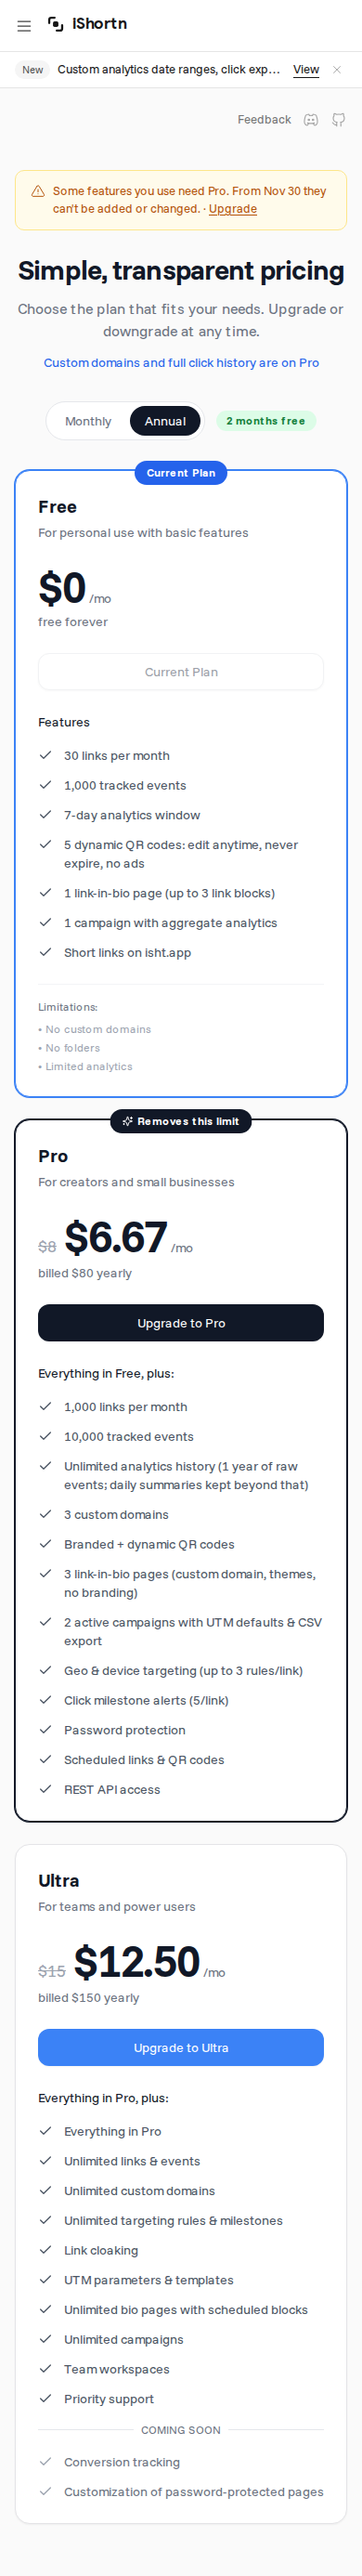 IShortn
New Custom analytics date ranges, click exp... View
Feedback
Some features you use need Pro. From Nov 30 they
can't be added or changed. · Upgrade
Simple, transparent pricing
Choose the plan that fits your needs. Upgrade or
downgrade at any time.
Custom domains and full click history are on Pro
Monthly Annual 2 months free
Current Plan
Free
For personal use with basic features
$0 /mo
free forever
Current Plan
Features
30 links per month
1,000 tracked events
7-day analytics window
5 dynamic QR codes: edit anytime, never
expire, no ads
1 link-in-bio page (up to 3 link blocks)
1 campaign with aggregate analytics
Short links on isht.app
Limitations:
• No custom domains
• No folders
• Limited analytics
Removes this limit
Pro
For creators and small businesses
$8 $6.67 /mo
billed $80 yearly
Upgrade to Pro
Everything in Free, plus:
1,000 links per month
10,000 tracked events
Unlimited analytics history (1 year of raw
events; daily summaries kept beyond that)
3 custom domains
Branded + dynamic QR codes
3 link-in-bio pages (custom domain, themes,
no branding)
2 active campaigns with UTM defaults & CSV
export
Geo & device targeting (up to 3 rules/link)
Click milestone alerts (5/link)
Password protection
Scheduled links & QR codes
REST API access
Ultra
For teams and power users
$15 $12.50 /mo
billed $150 yearly
Upgrade to Ultra
Everything in Pro, plus:
Everything in Pro
Unlimited links & events
Unlimited custom domains
Unlimited targeting rules & milestones
Link cloaking
UTM parameters & templates
Unlimited bio pages with scheduled blocks
Unlimited campaigns
Team workspaces
Priority support
COMING SOON
Conversion tracking
Customization of password-protected pages